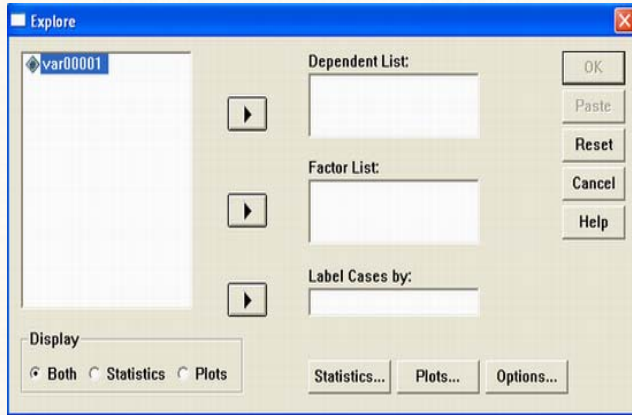 Explore
var00001
Dependent List:
OK
Paste
Reset
Factor List:
Cancel
Help
Label Cases by:
Display
Both Statistics Plots
Statistics... Plots... Options...